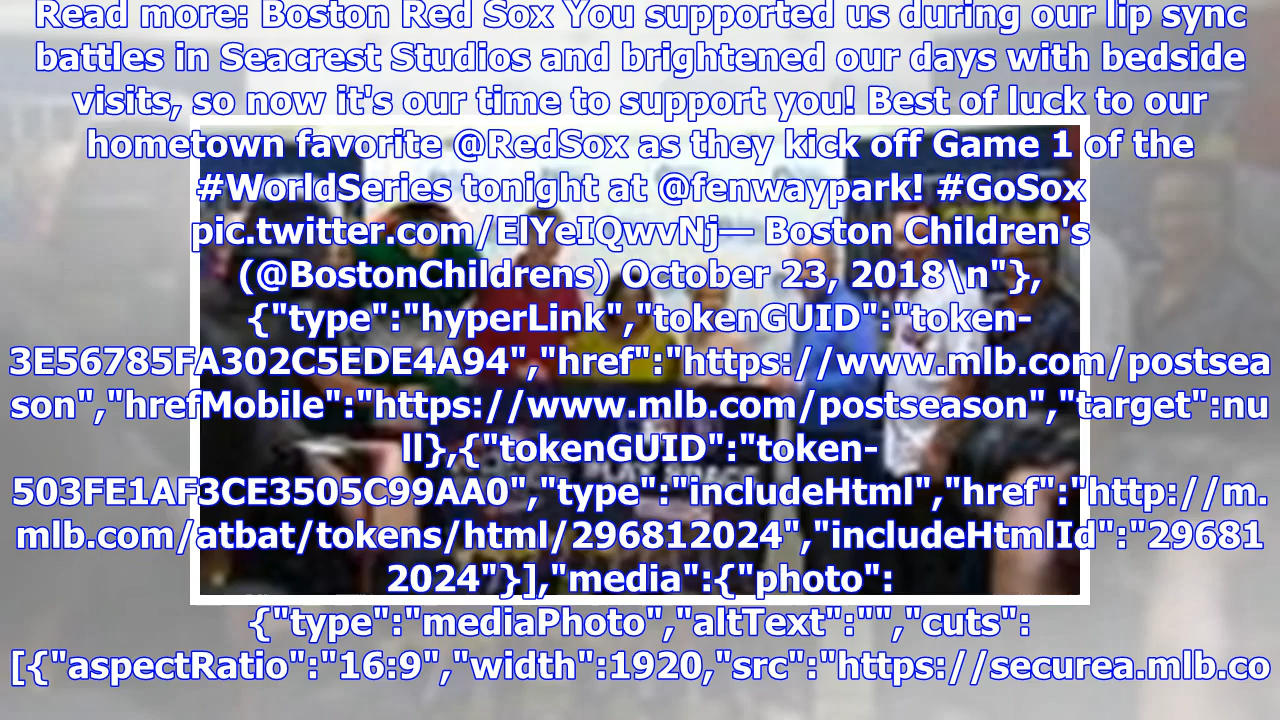 Read more: Boston Red Sox You supported us during our lip sync
battles in Seacrest Studios and brightened our days with bedside
visits, so now it's our time to support you! Best of luck to our
hometown favorite @RedSox as they kick off Game 1 of the
#WorldSeries tonight at @fenwaypark! #GoSox
pic.twitter.com/ElYeIQwvNj— Boston Children's
(@BostonChildrens) October 23, 2018\n"},
{"type":"hyperLink","tokenGUID":"token-
3E56785FA302C5EDE4A94","href":"https://www.mlb.com/postsea
son","hrefMobile":"https://www.mlb.com/postseason","target":nu
ll},{"tokenGUID":"token-
503FE1AF3CE3505C99AA0","type":"includeHtml","href":"http://m.
mlb.com/atbat/tokens/html/296812024","includeHtmlId":"29681
2024"}],"media":{"photo":
{"type":"mediaPhoto","altText":"","cuts":
[{"aspectRatio":"16:9","width":1920,"src":"https://securea.mlb.co